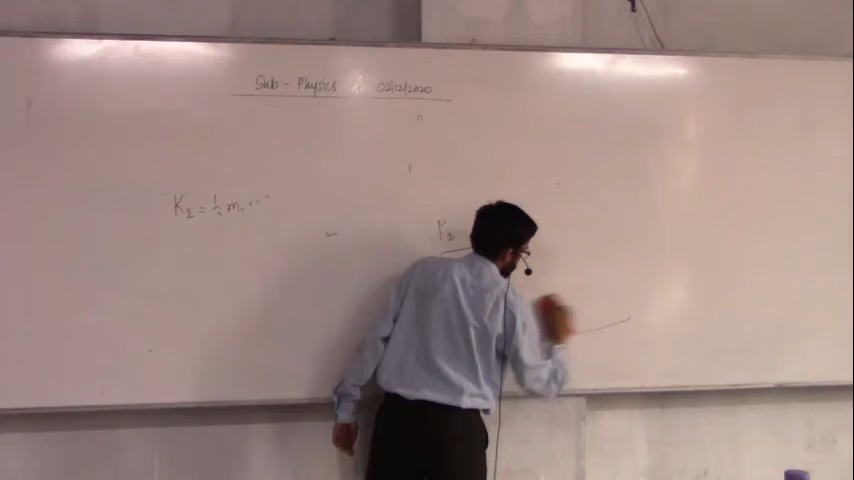 Sub - Physics 02/12/2020
K₂ = ½ m
P₂